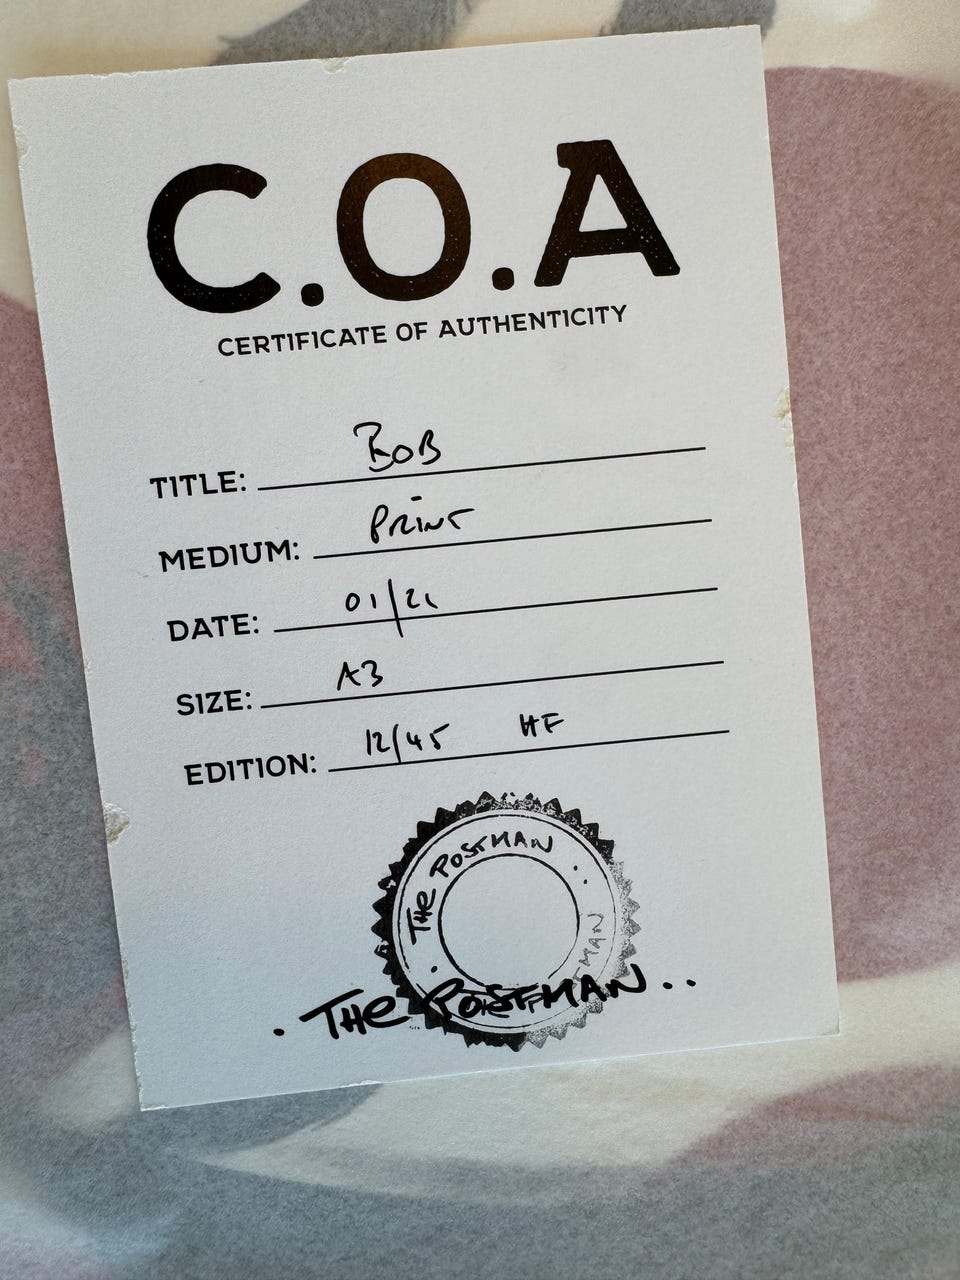 C.O.A
CERTIFICATE OF AUTHENTICITY
TITLE: BOB
MEDIUM: PRINT
DATE: 01/21
SIZE: A3
EDITION: 12/45 HF
THE POSTMAN..
MAN
. THE POSTMAN..